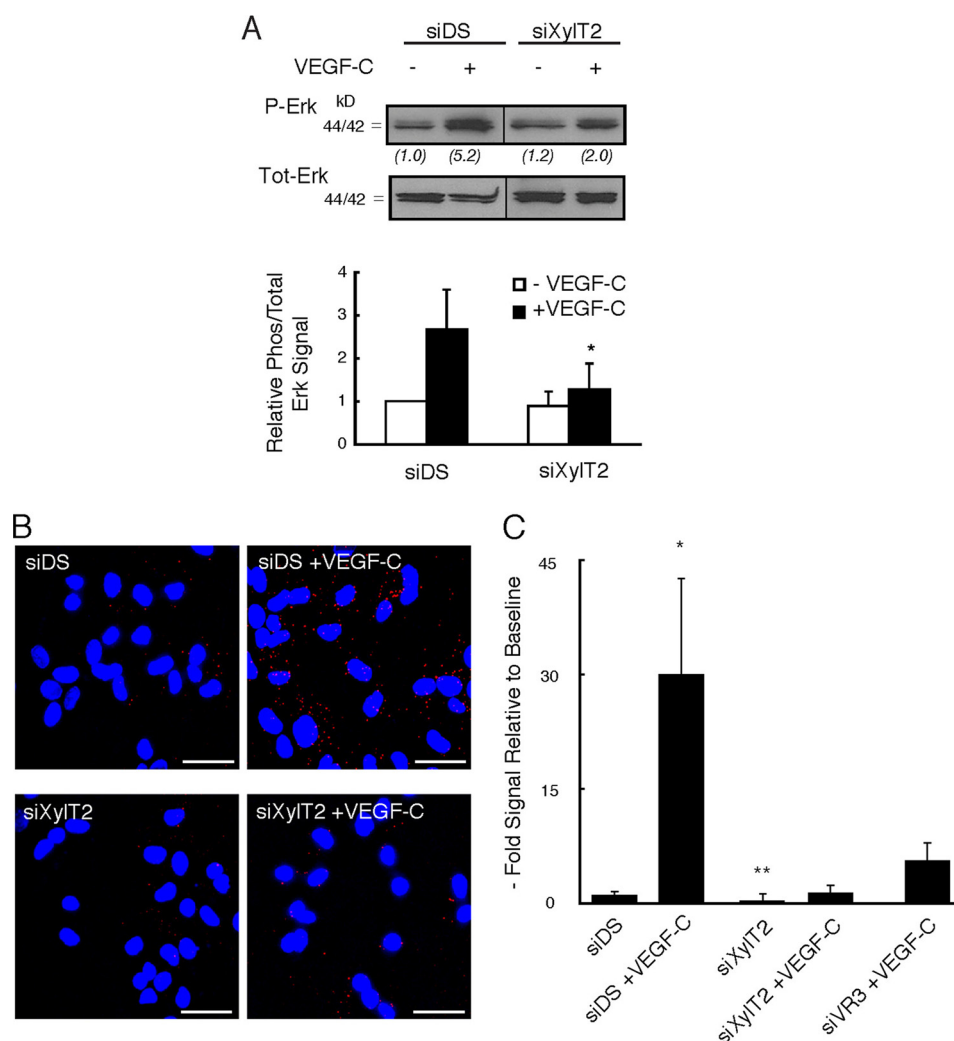 A
siDS siXylT2
VEGF-C - + - +
P-Erk kD
44/42 =
(1.0) (5.2) (1.2) (2.0)
Tot-Erk
44/42 =
Relative Phos/Total
Erk Signal
4
3
2
1
0
- VEGF-C
+VEGF-C
*
siDS siXylT2
B
siDS
siDS +VEGF-C
siXylT2
siXylT2 +VEGF-C
C
- Fold Signal Relative to Baseline
45
30
15
0
*
**
siDS
siDS +VEGF-C
siXylT2
siXylT2 +VEGF-C
siVR3 +VEGF-C